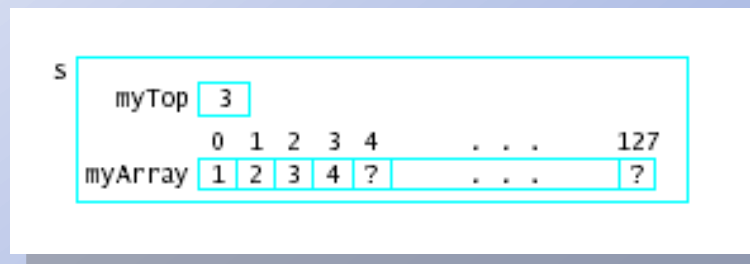 s
myTop 3
0 1 2 3 4 . . . 127
myArray 1 2 3 4 ? . . . ?